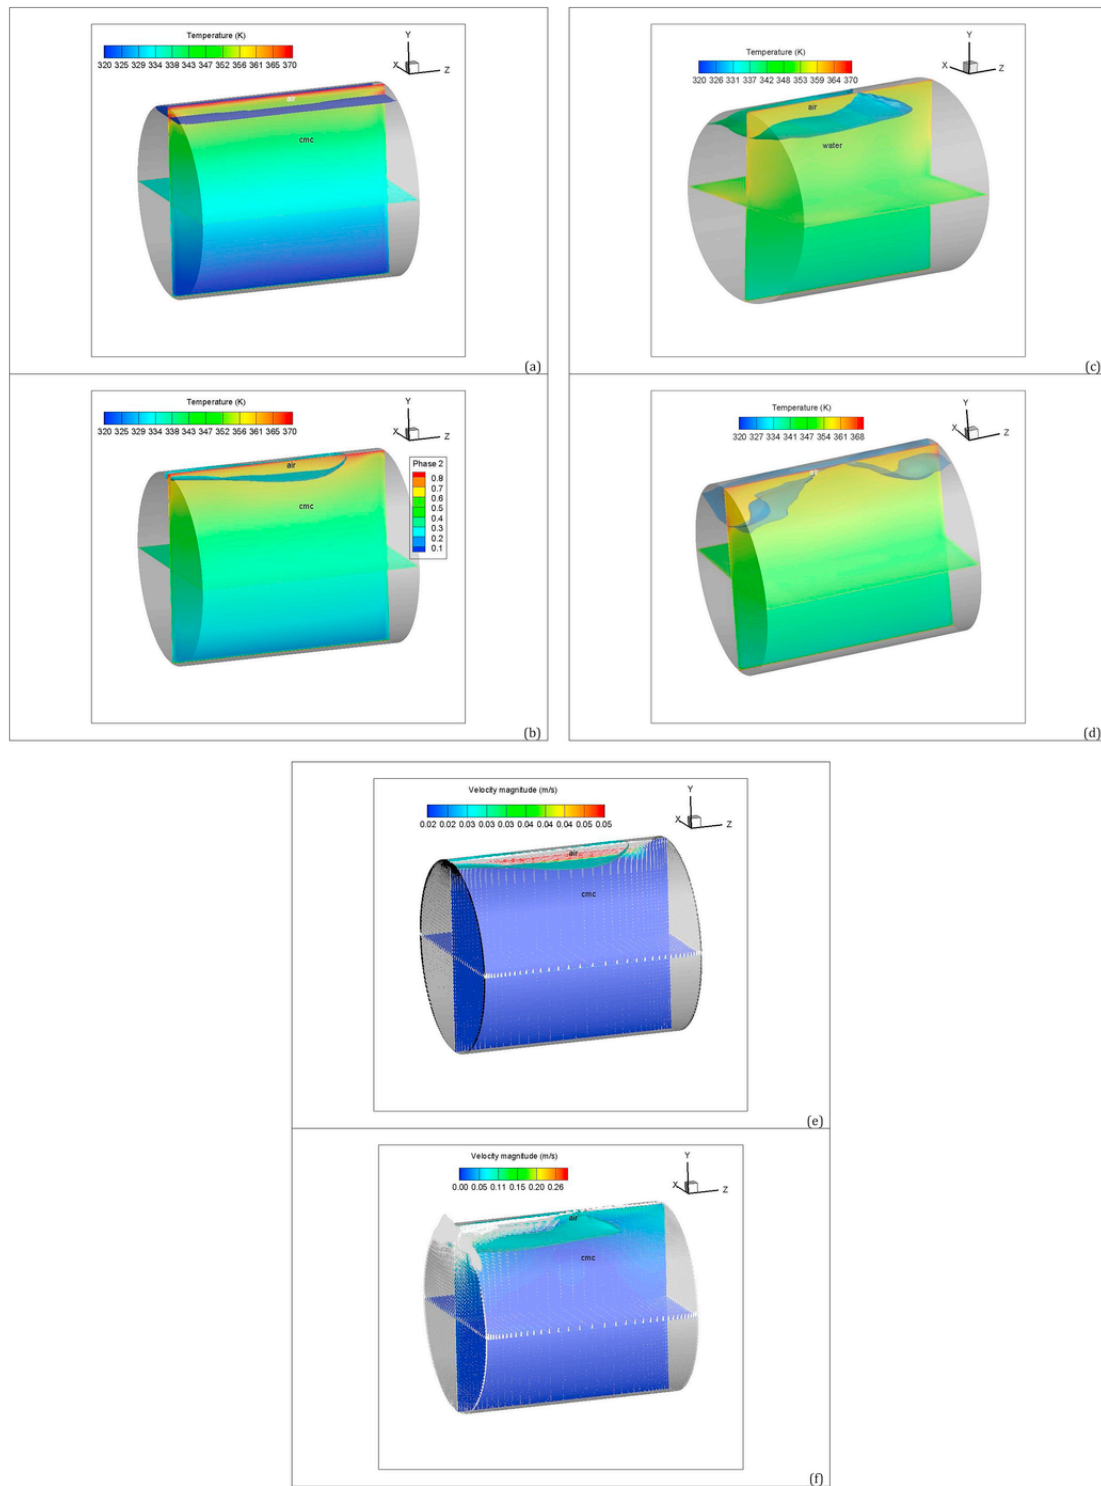 Temperature (K)
320 325 329 334 338 343 347 352 356 361 365 370
Y
X
Z
air
cmc
(a)
Temperature (K)
320 326 331 337 342 348 353 359 364 370
Y
X
Z
air
water
(c)
Temperature (K)
320 325 329 334 338 343 347 352 356 361 365 370
Y
X
Z
air
cmc
Phase 2
0.8
0.7
0.6
0.5
0.4
0.3
0.2
0.1
(b)
Temperature (K)
320 327 334 341 347 354 361 368
Y
X
Z
(d)
Velocity magnitude (m/s)
0.02 0.02 0.03 0.03 0.03 0.04 0.04 0.04 0.05 0.05
Y
X
Z
air
cmc
(e)
Velocity magnitude (m/s)
0.00 0.05 0.11 0.15 0.20 0.26
Y
X
Z
air
cmc
(f)